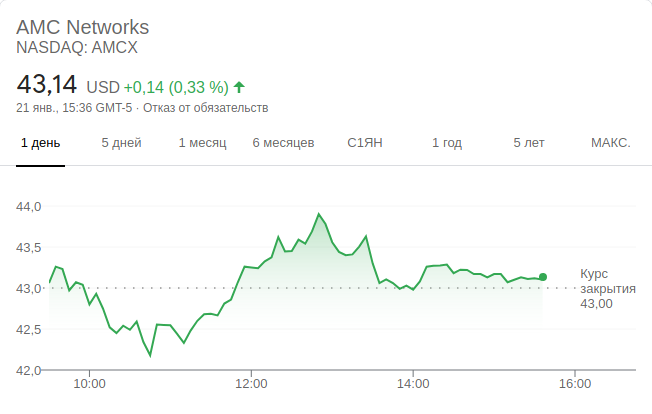 AMC Networks
NASDAQ: AMCX
43,14 USD +0,14 (0,33 %)
21 янв., 15:36 GMT-5 · Отказ от обязательств
1 день 5 дней 1 месяц 6 месяцев С1ЯН 1 год 5 лет МАКС.
44,0
43,5
43,0
42,5
42,0
Курс
закрытия
43,00
10:00 12:00 14:00 16:00